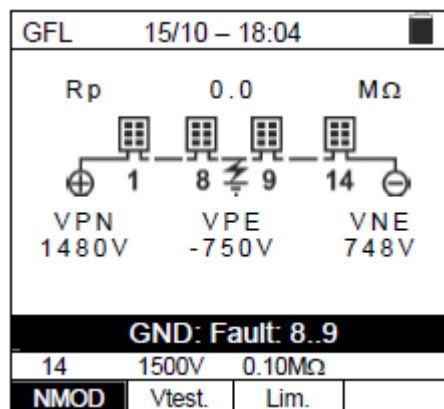 GFL 15/10 – 18:04
Rp 0.0 MΩ
1 8 9 14
VPN VPE VNE
1480V -750V 748V
GND: Fault: 8..9
14 1500V 0.10MΩ
NMOD Vtest. Lim.